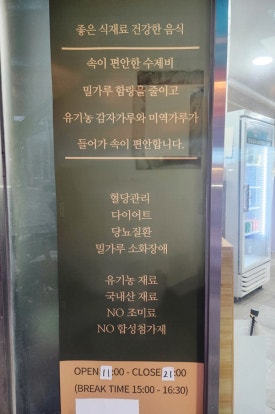 좋은 식재료 건강한 음식
속이 편안한 수제비
밀가루 함량을 줄이고
유기농 감자가루와 미역가루가
들어가 속이 편안합니다.
혈당관리
다이어트
당뇨질환
밀가루 소화장애
유기농 재료
국내산 재료
NO 조미료
NO 합성첨가제
OPEN 11:00 - CLOSE 21:00
(BREAK TIME 15:00 - 16:30)